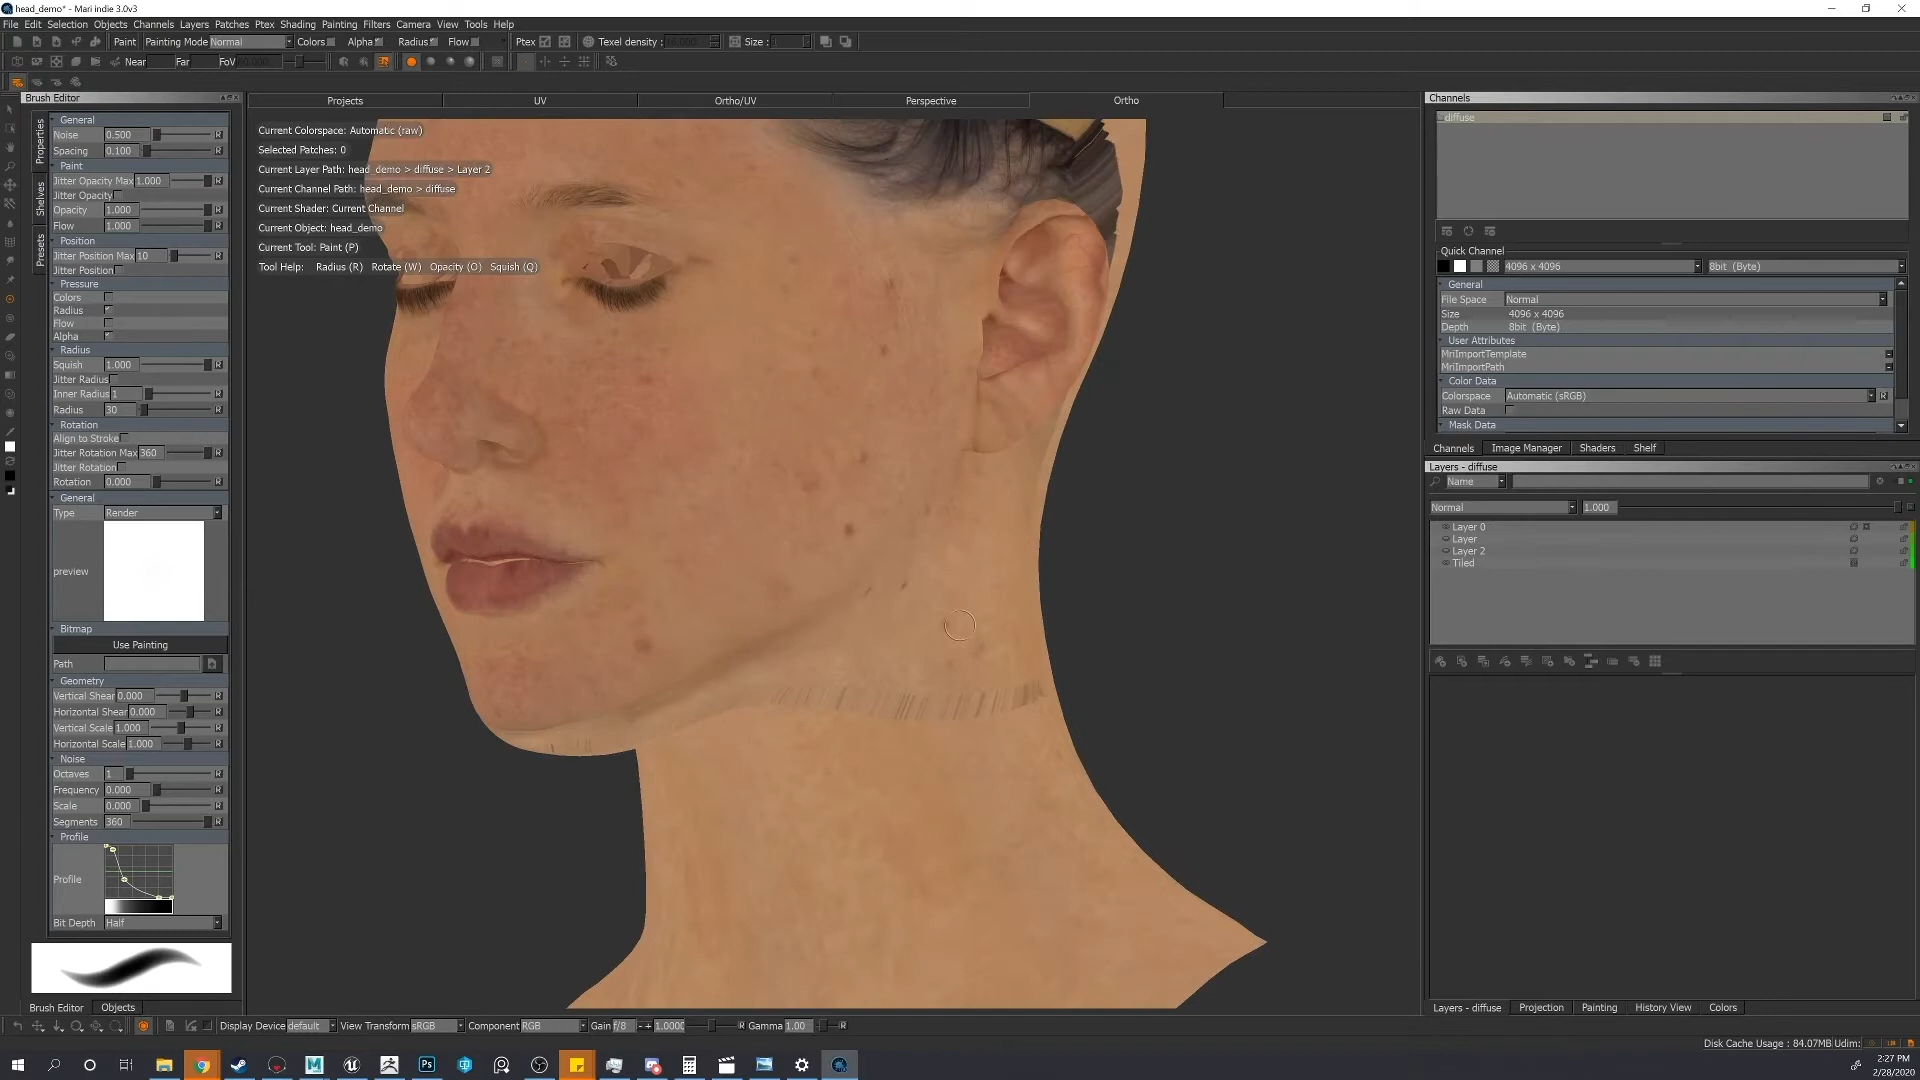 head_demo* - Mari indie 3.0v3
File Edit Selection Objects Channels Layers Patches Ptex Shading Painting Filters Camera View Tools Help
Paint Painting Mode Normal Colors Alpha Radius Flow Ptex Texel density: Size :
Near Far FoV
Brush Editor
Projects UV Ortho/UV Perspective Ortho
Properties
Shelves
Presets
General
Noise 0.500 R
Spacing 0.100 R
Paint
Jitter Opacity Max 1.000 R
Jitter Opacity
Opacity 1.000 R
Flow 1.000 R
Position
Jitter Position Max 10 R
Jitter Position
Pressure
Colors
Radius
Flow
Alpha
Radius
Squish 1.000 R
Jitter Radius
Inner Radius 1 R
Radius 30 R
Rotation
Align to Stroke
Jitter Rotation Max 360 R
Jitter Rotation
Rotation 0.000 R
General
Type Render
preview
Bitmap
Use Painting
Path
Geometry
Vertical Shear 0.000 R
Horizontal Shear 0.000 R
Vertical Scale 1.000 R
Horizontal Scale 1.000 R
Noise
Octaves 1 R
Frequency 0.000 R
Scale 0.000 R
Segments 360 R
Profile
Profile
Bit Depth Half
Brush Editor Objects
Current Colorspace: Automatic (raw)
Selected Patches: 0
Current Layer Path: head_demo > diffuse > Layer 2
Current Channel Path: head_demo > diffuse
Current Shader: Current Channel
Current Object: head_demo
Current Tool: Paint (P)
Tool Help: Radius (R) Rotate (W) Opacity (O) Squish (Q)
Channels
diffuse
Quick Channel
4096 x 4096 8bit (Byte)
General
File Space Normal
Size 4096 x 4096
Depth 8bit (Byte)
User Attributes
MriImportTemplate
MriImportPath
Color Data
Colorspace Automatic (sRGB) R
Raw Data
Mask Data
Channels Image Manager Shaders Shelf
Layers - diffuse
Name
Normal 1.000
Layer 0
Layer
Layer 2
Tiled
Layers - diffuse Projection Painting History View Colors
Display Device default View Transform sRGB Component RGB Gain f/8 - + 1.0000 R Gamma 1.00 R
Disk Cache Usage : 84.07MB Udim:
2:27 PM
2/28/2020